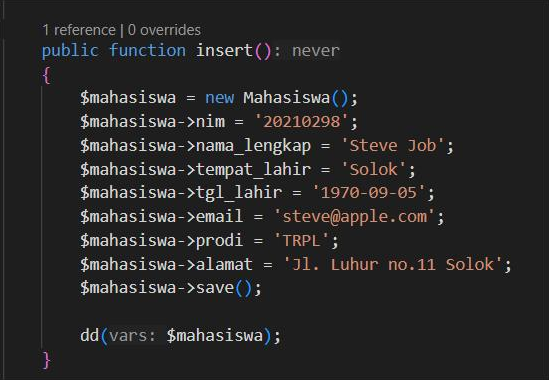 1 reference | 0 overrides
public function insert(): never
{
$mahasiswa = new Mahasiswa();
$mahasiswa->nim = '20210298';
$mahasiswa->nama_lengkap = 'Steve Job';
$mahasiswa->tempat_lahir = 'Solok';
$mahasiswa->tgl_lahir = '1970-09-05';
$mahasiswa->email = 'steve@apple.com';
$mahasiswa->prodi = 'TRPL';
$mahasiswa->alamat = 'Jl. Luhur no.11 Solok';
$mahasiswa->save();
dd(vars: $mahasiswa);
}